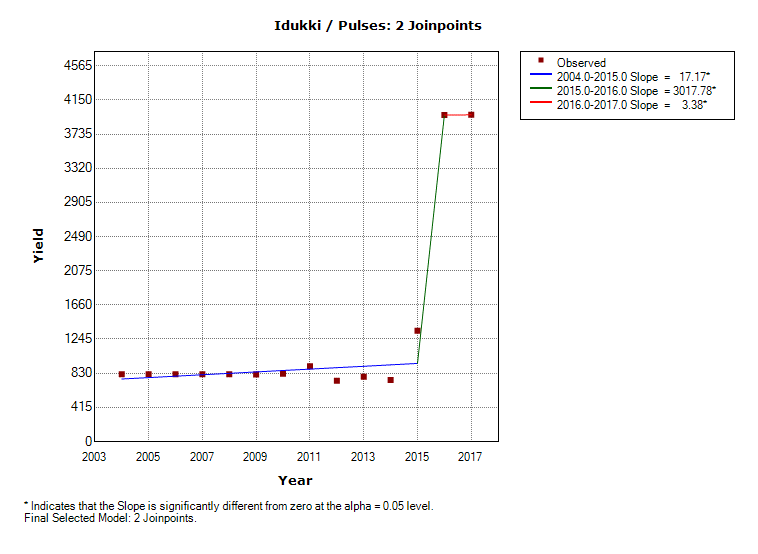 Idukki / Pulses: 2 Joinpoints
Observed
2004.0-2015.0 Slope = 17.17*
2015.0-2016.0 Slope = 3017.78*
2016.0-2017.0 Slope = 3.38*
4565
4150
3735
3320
2905
2490
2075
1660
1245
830
415
0
Yield
2003 2005 2007 2009 2011 2013 2015 2017
Year
* Indicates that the Slope is significantly different from zero at the alpha = 0.05 level.
Final Selected Model: 2 Joinpoints.